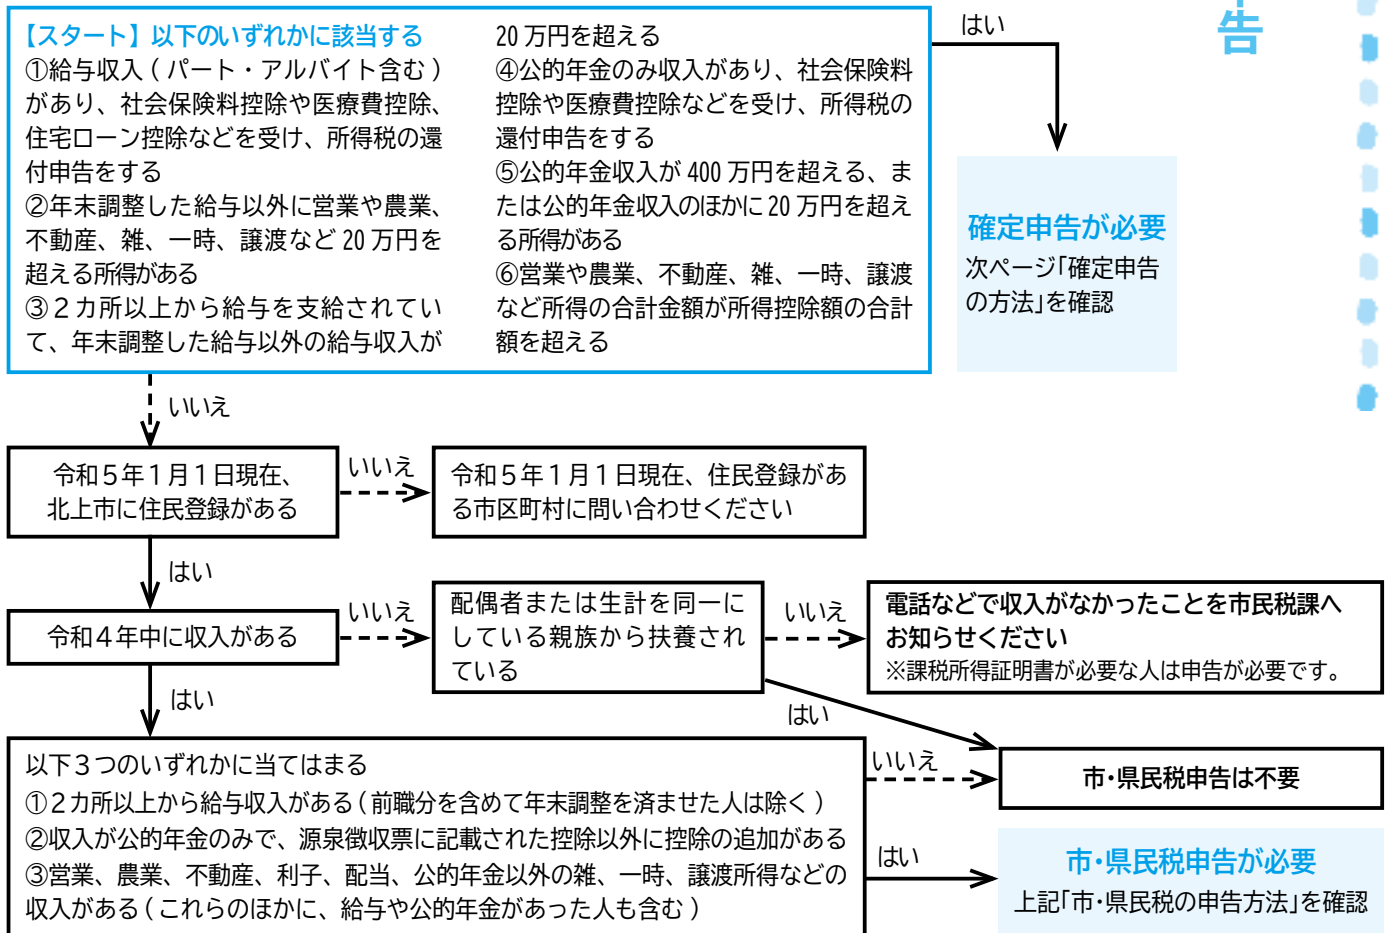 告
【スタート】以下のいずれかに該当する
①給与収入(パート・アルバイト含む)
があり、社会保険料控除や医療費控除、
住宅ローン控除などを受け、所得税の還
付申告をする
②年末調整した給与以外に営業や農業、
不動産、雑、一時、譲渡など20万円を
超える所得がある
③２カ所以上から給与を支給されてい
て、年末調整した給与以外の給与収入が
20万円を超える
④公的年金のみ収入があり、社会保険料
控除や医療費控除などを受け、所得税の
還付申告をする
⑤公的年金収入が400万円を超える、ま
たは公的年金収入のほかに20万円を超え
る所得がある
⑥営業や農業、不動産、雑、一時、譲渡
など所得の合計金額が所得控除額の合計
額を超える
はい
確定申告が必要
次ページ「確定申告
の方法」を確認
いいえ
令和５年１月１日現在、
北上市に住民登録がある
いいえ
令和５年１月１日現在、住民登録があ
る市区町村に問い合わせください
はい
令和４年中に収入がある
いいえ
配偶者または生計を同一に
している親族から扶養され
ている
いいえ
電話などで収入がなかったことを市民税課へ
お知らせください
※課税所得証明書が必要な人は申告が必要です。
はい
はい
以下３つのいずれかに当てはまる
①２カ所以上から給与収入がある(前職分を含めて年末調整を済ませた人は除く)
②収入が公的年金のみで、源泉徴収票に記載された控除以外に控除の追加がある
③営業、農業、不動産、利子、配当、公的年金以外の雑、一時、譲渡所得などの
収入がある(これらのほかに、給与や公的年金があった人も含む)
いいえ
市・県民税申告は不要
はい
市・県民税申告が必要
上記「市・県民税の申告方法」を確認